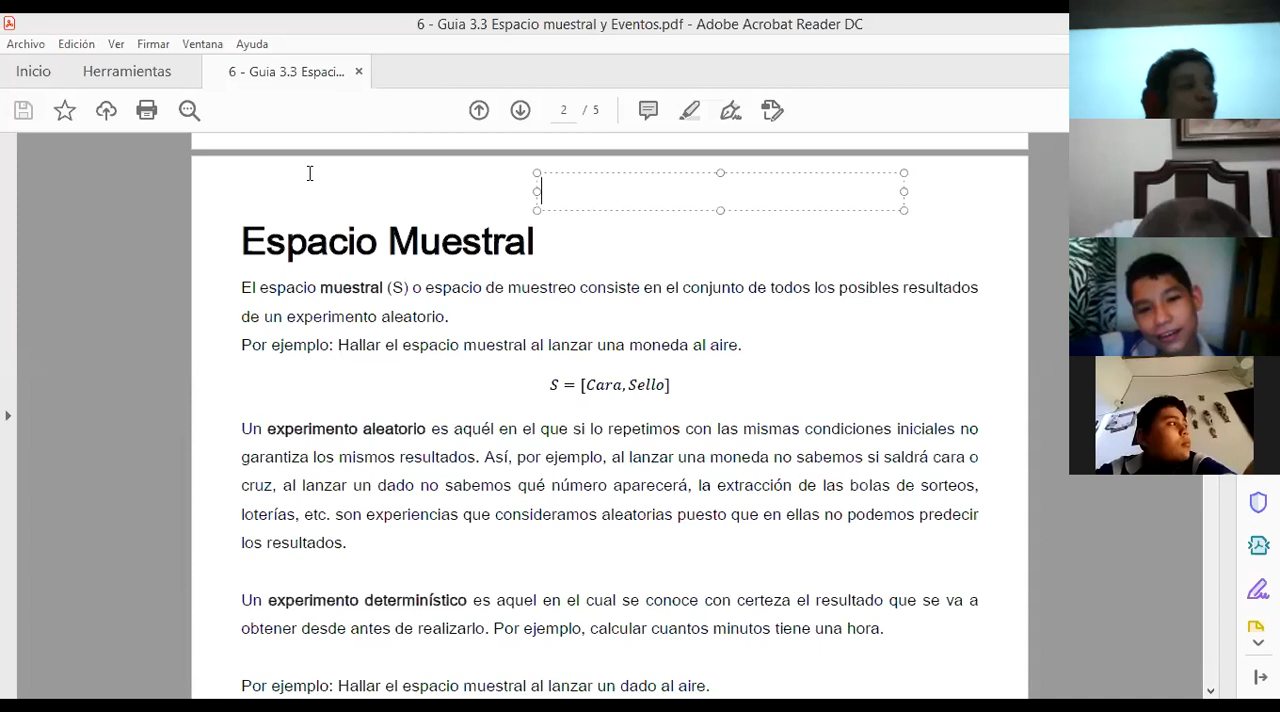 6 - Guia 3.3 Espacio muestral y Eventos.pdf - Adobe Acrobat Reader DC
Archivo Edición Ver Firmar Ventana Ayuda
Inicio Herramientas 6 - Guia 3.3 Espaci... ×
2 / 5
Espacio Muestral
El espacio muestral (S) o espacio de muestreo consiste en el conjunto de todos los posibles resultados
de un experimento aleatorio.
Por ejemplo: Hallar el espacio muestral al lanzar una moneda al aire.
S = [Cara, Sello]
Un experimento aleatorio es aquél en el que si lo repetimos con las mismas condiciones iniciales no
garantiza los mismos resultados. Así, por ejemplo, al lanzar una moneda no sabemos si saldrá cara o
cruz, al lanzar un dado no sabemos qué número aparecerá, la extracción de las bolas de sorteos,
loterías, etc. son experiencias que consideramos aleatorias puesto que en ellas no podemos predecir
los resultados.
Un experimento determinístico es aquel en el cual se conoce con certeza el resultado que se va a
obtener desde antes de realizarlo. Por ejemplo, calcular cuantos minutos tiene una hora.
Por ejemplo: Hallar el espacio muestral al lanzar un dado al aire.